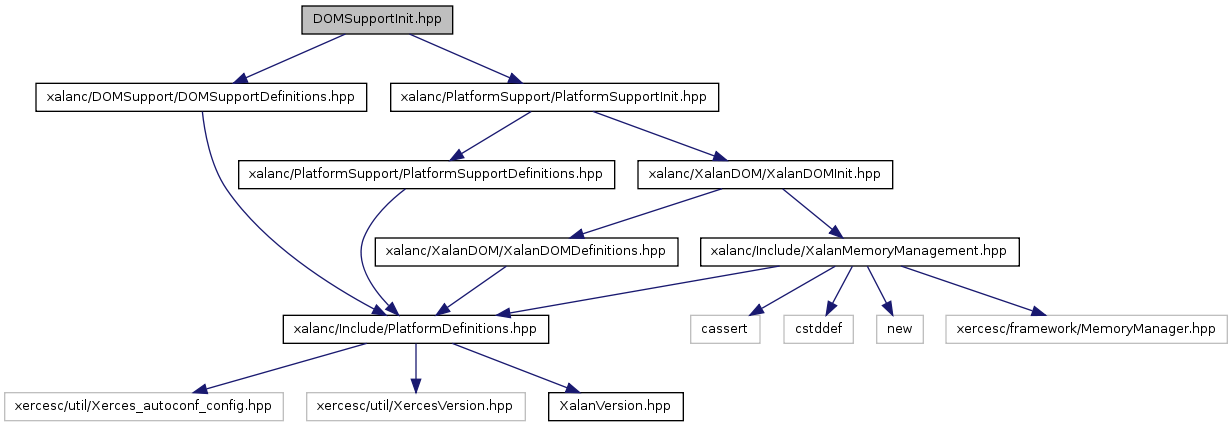 DOMSupportInit.hpp
xalanc/DOMSupport/DOMSupportDefinitions.hpp
xalanc/PlatformSupport/PlatformSupportInit.hpp
xalanc/PlatformSupport/PlatformSupportDefinitions.hpp
xalanc/XalanDOM/XalanDOMInit.hpp
xalanc/XalanDOM/XalanDOMDefinitions.hpp
xalanc/Include/XalanMemoryManagement.hpp
xalanc/Include/PlatformDefinitions.hpp
cassert
cstddef
new
xercesc/framework/MemoryManager.hpp
xercesc/util/Xerces_autoconf_config.hpp
xercesc/util/XercesVersion.hpp
XalanVersion.hpp